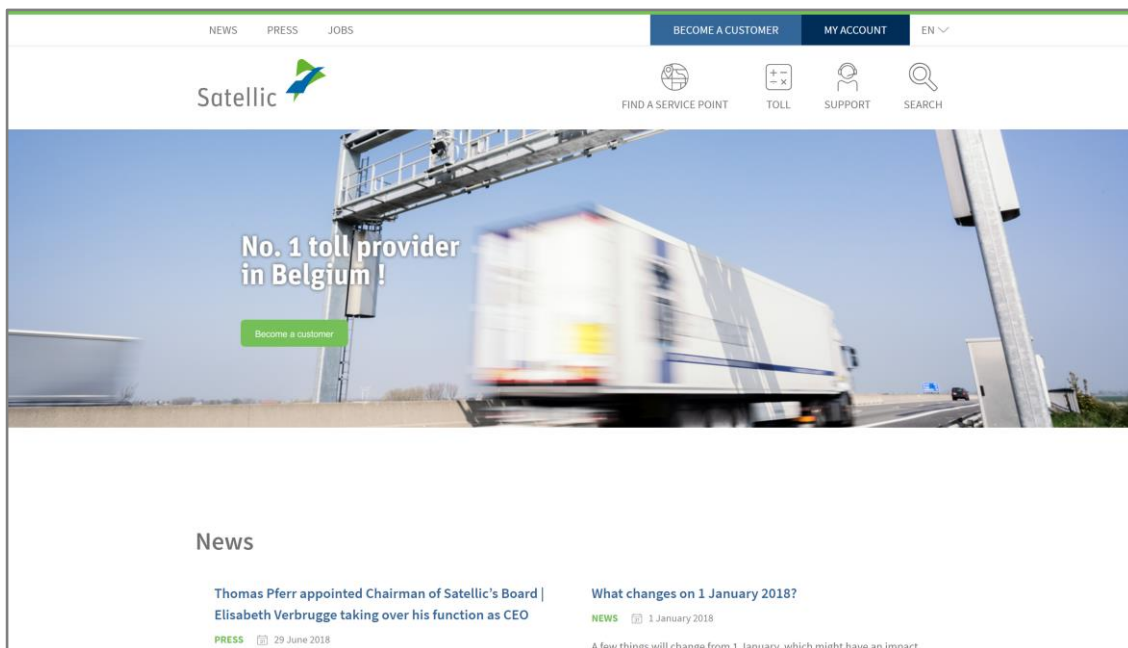 NEWS PRESS JOBS BECOME A CUSTOMER MY ACCOUNT EN
Satellic
FIND A SERVICE POINT TOLL SUPPORT SEARCH
No. 1 toll provider
in Belgium !
Become a customer
News
Thomas Pferr appointed Chairman of Satellic's Board |
Elisabeth Verbrugge taking over his function as CEO
PRESS 29 June 2018
What changes on 1 January 2018?
NEWS 1 January 2018
A few things will change from 1 January, which might have an impact